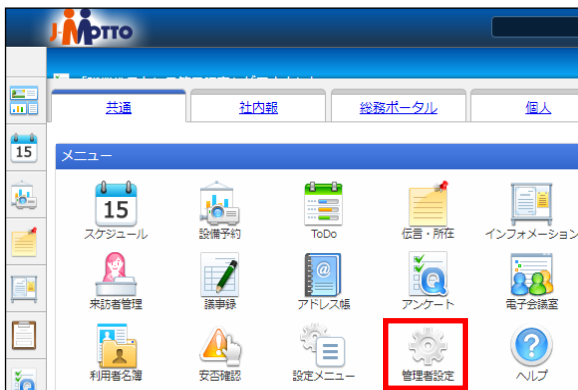 J-MOTTO
共通 社内報 総務ポータル 個人
15
メニュー
15
スケジュール 設備予約 ToDo 伝言・所在 インフォメーション
来訪者管理 議事録 アドレス帳 アンケート 電子会議室
利用者名簿 安否確認 設定メニュー 管理者設定 ヘルプ